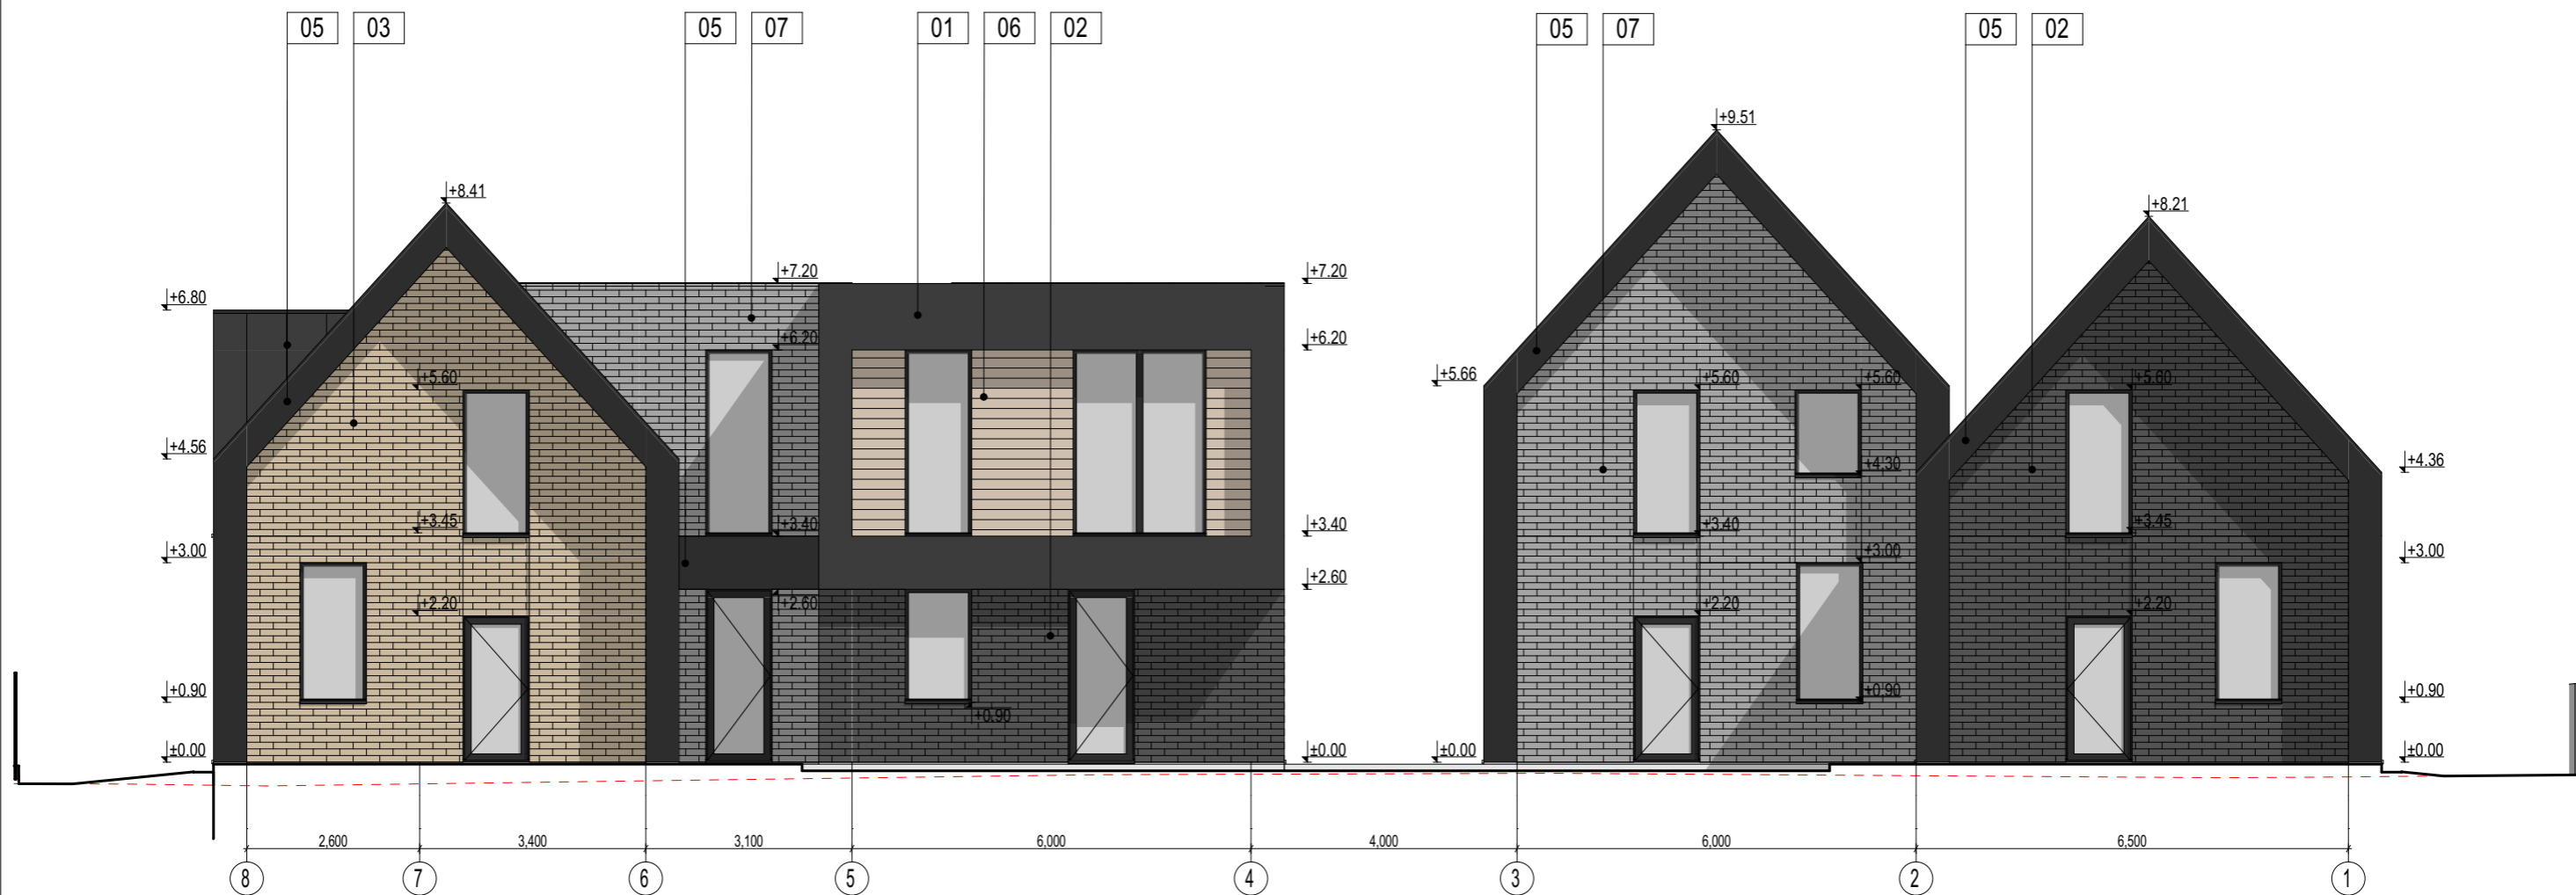 05 03 05 07 01 06 02 05 07 05 02
+9.51
+8.41 +8.21
+7.20 +7.20
+6.80
+6.20 +6.20
+5.66
+5.60 +5.60 +5.60 +5.60
+4.56 +4.30 +4.36
+3.45 +3.40 +3.40 +3.40 +3.45
+3.00 +3.00 +3.00
+2.60 +2.60
+2.20 +2.20 +2.20
+0.90 +0.90 +0.90 +0.90
±0.00 ±0.00 ±0.00 ±0.00
2,600 3,400 3,100 6,000 4,000 6,000 6,500
8 7 6 5 4 3 2 1